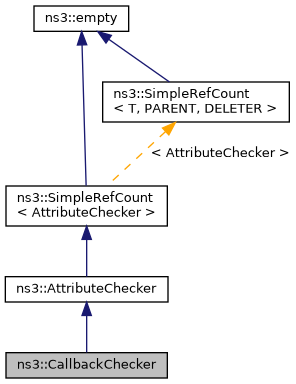 ns3::empty
ns3::SimpleRefCount
< T, PARENT, DELETER >
< AttributeChecker >
ns3::SimpleRefCount
< AttributeChecker >
ns3::AttributeChecker
ns3::CallbackChecker